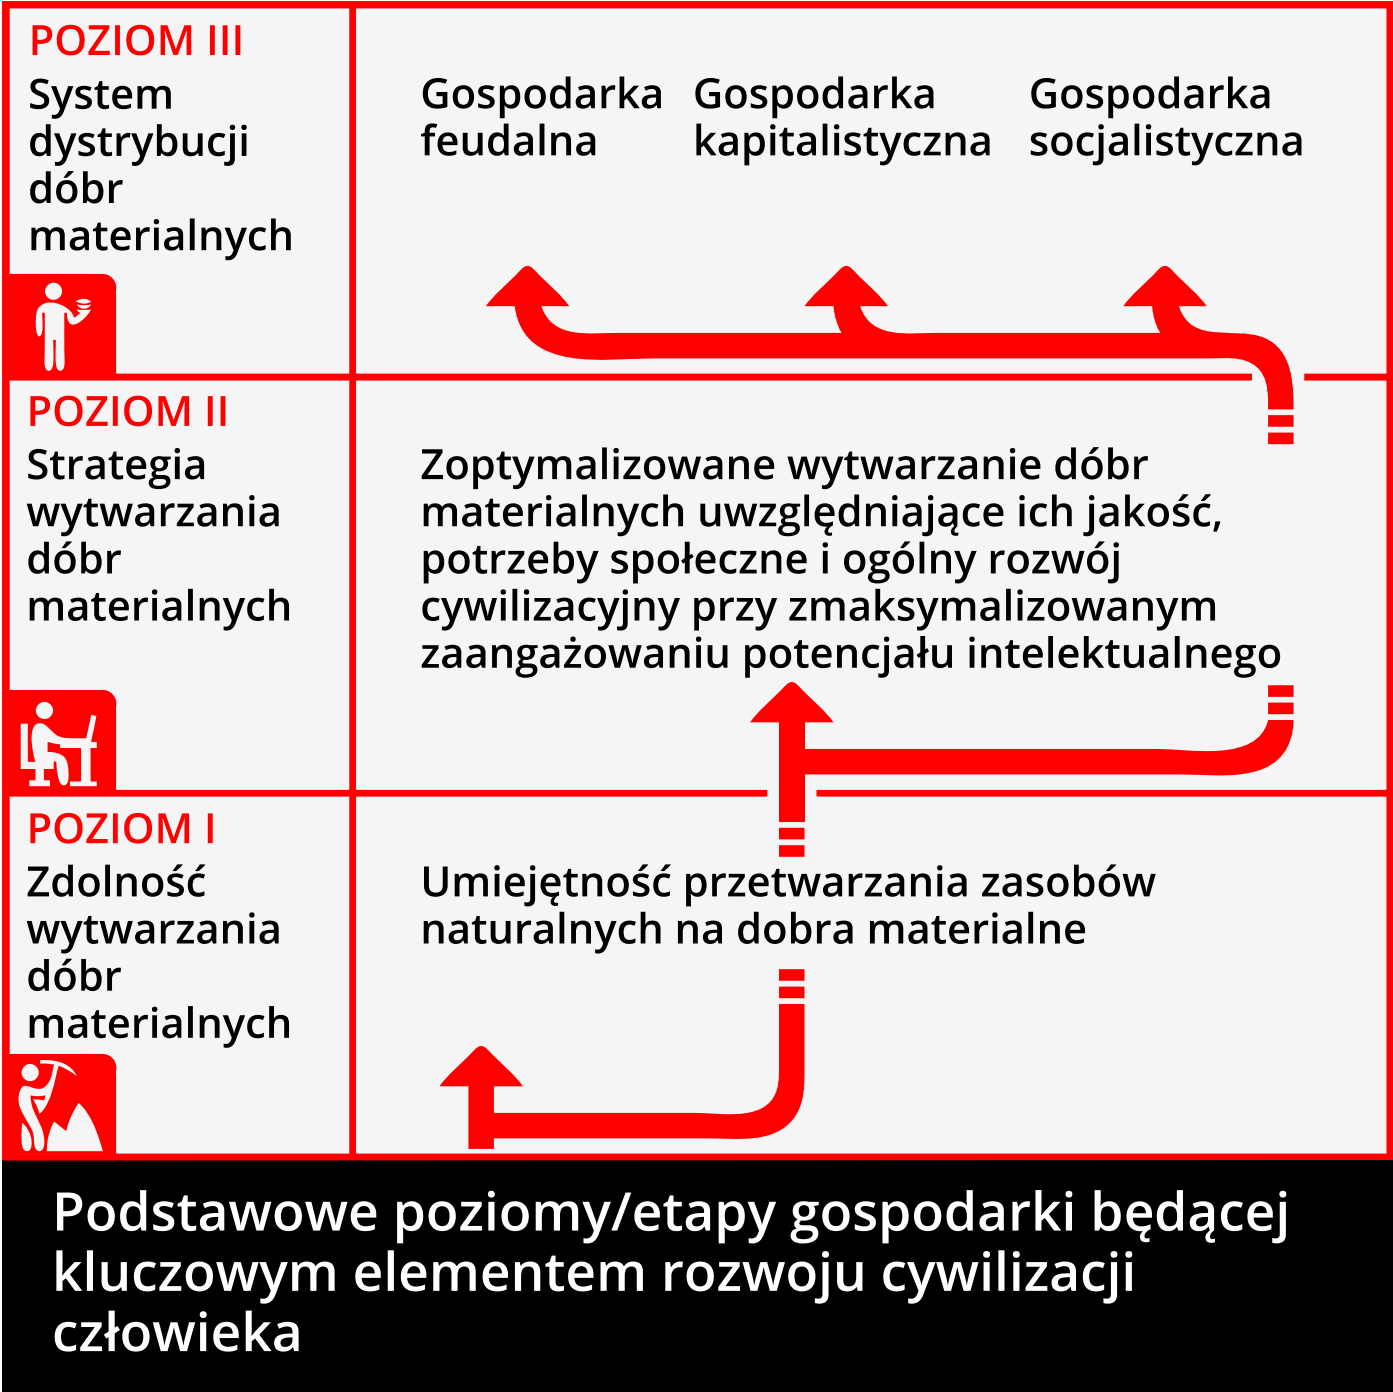 POZIOM III
System
dystrybucji
dóbr
materialnych
Gospodarka
feudalna
Gospodarka
kapitalistyczna
Gospodarka
socjalistyczna
POZIOM II
Strategia
wytwarzania
dóbr
materialnych
Zoptymalizowane wytwarzanie dóbr
materialnych uwzględniające ich jakość,
potrzeby społeczne i ogólny rozwój
cywilizacyjny przy zmaksymalizowanym
zaangażowaniu potencjału intelektualnego
POZIOM I
Zdolność
wytwarzania
dóbr
materialnych
Umiejętność przetwarzania zasobów
naturalnych na dobra materialne
Podstawowe poziomy/etapy gospodarki będącej
kluczowym elementem rozwoju cywilizacji
człowieka